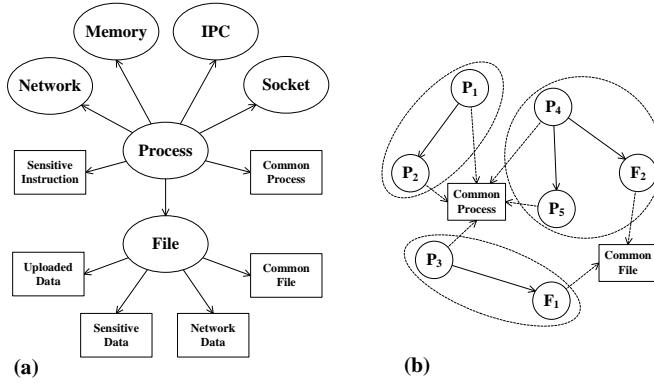 Memory
IPC
Network
Socket
Process
Sensitive
Instruction
Common
Process
File
Uploaded
Data
Common
File
Sensitive
Data
Network
Data
(a)
P1
P4
P2
F2
Common
Process
P5
P3
Common
File
F1
(b)